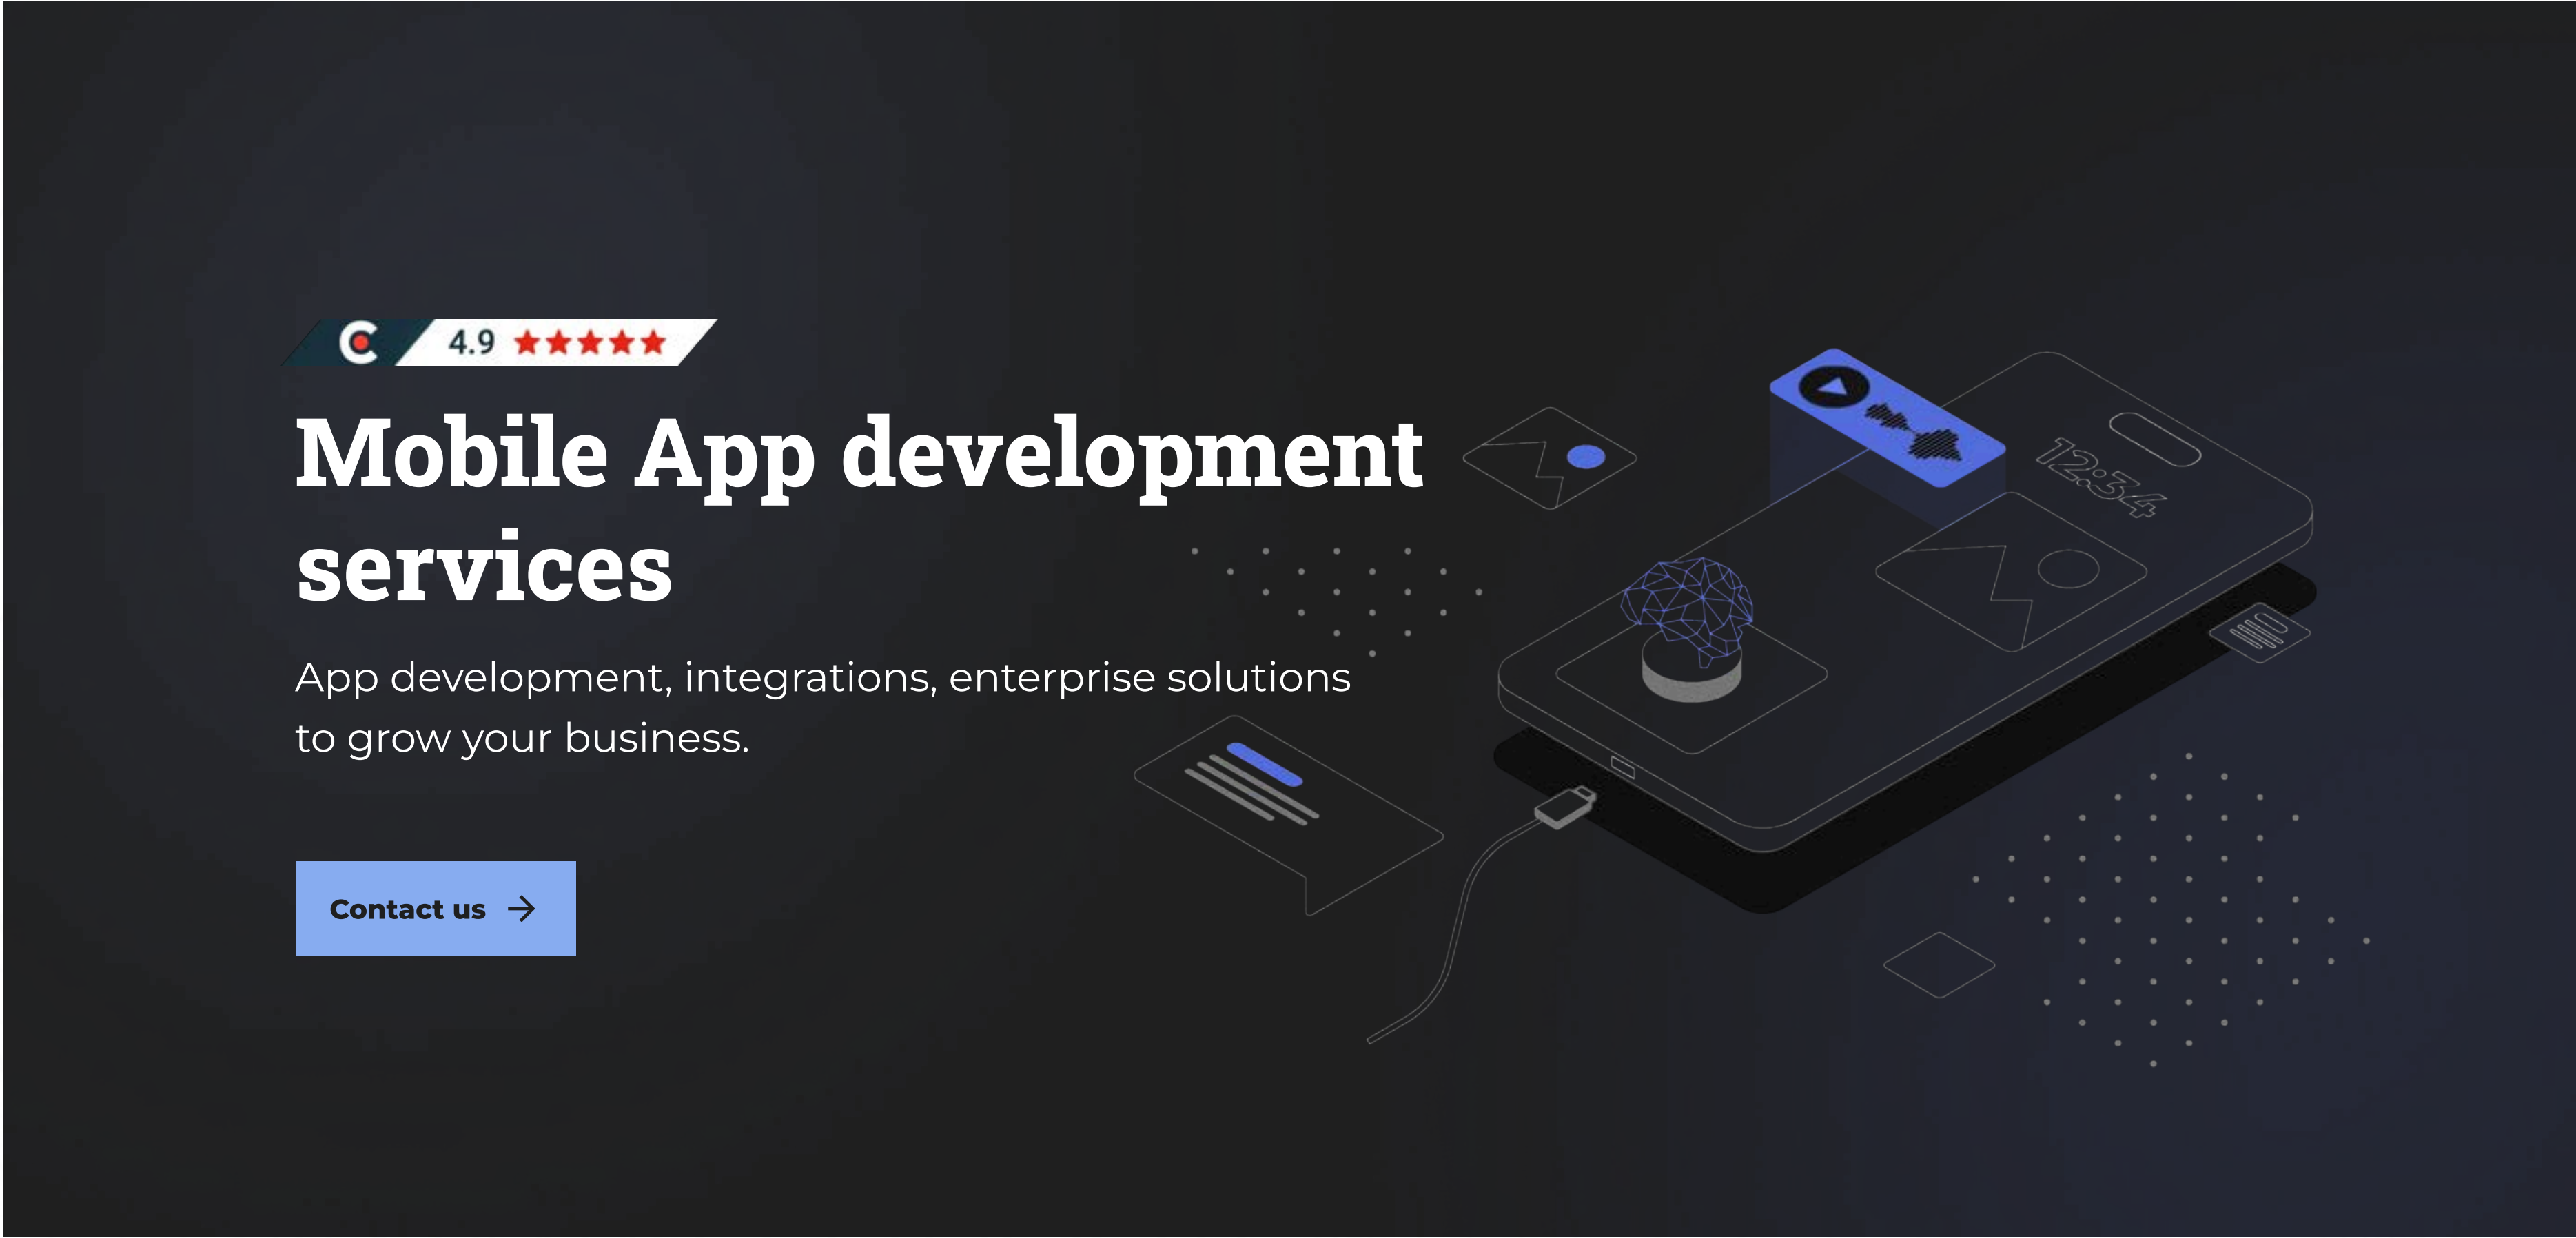 4.9
Mobile App development
services
App development, integrations, enterprise solutions
to grow your business.
Contact us
12:34